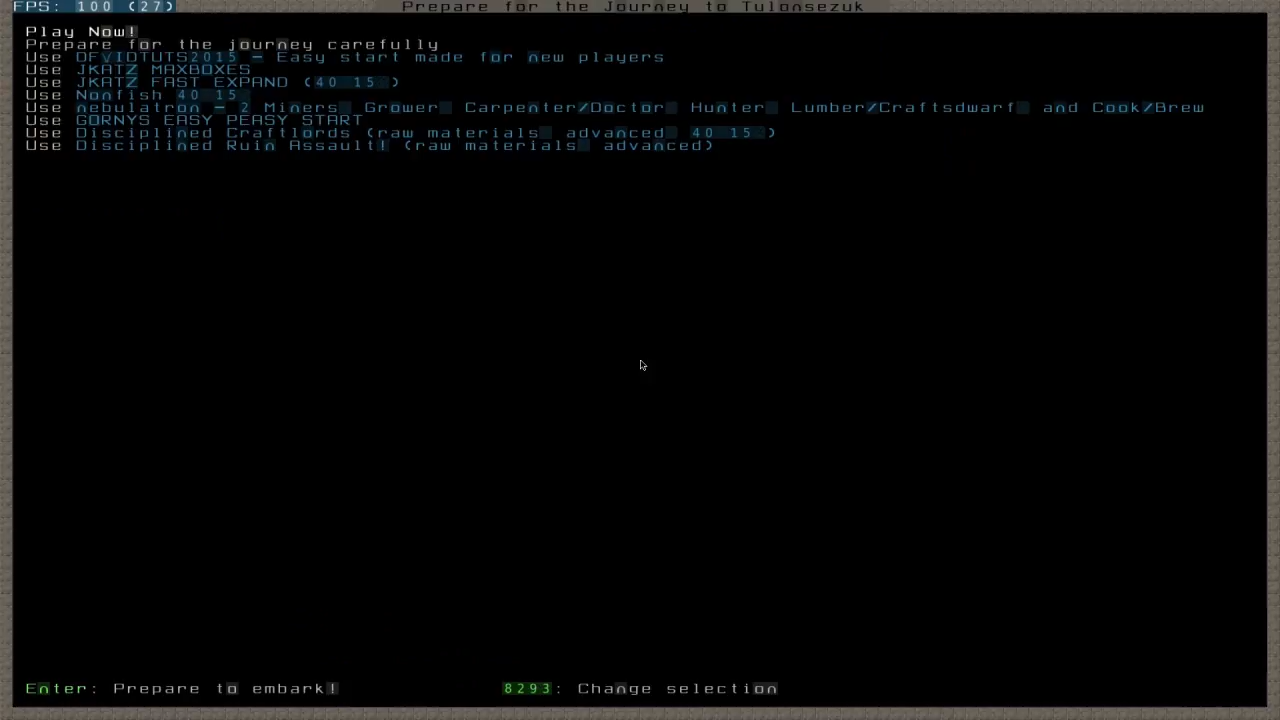 FPS: 100 (27)
Prepare for the Journey to Tulonsezuk
Play Now!
Prepare for the journey carefully
Use DFVIDTUTS2015 - Easy start made for new players
Use JKATZ MAXBOXES
Use JKATZ FAST EXPAND (40 15 )
Use Nonfish 40 15
Use nebulatron - 2 Miners Grower Carpenter/Doctor Hunter Lumber/Craftsdwarf and Cook/Brew
Use GORNYS EASY PEASY START
Use Disciplined Craftlords (raw materials advanced 40 15 )
Use Disciplined Ruin Assault! (raw materials advanced)
Enter: Prepare to embark!
8293: Change selection